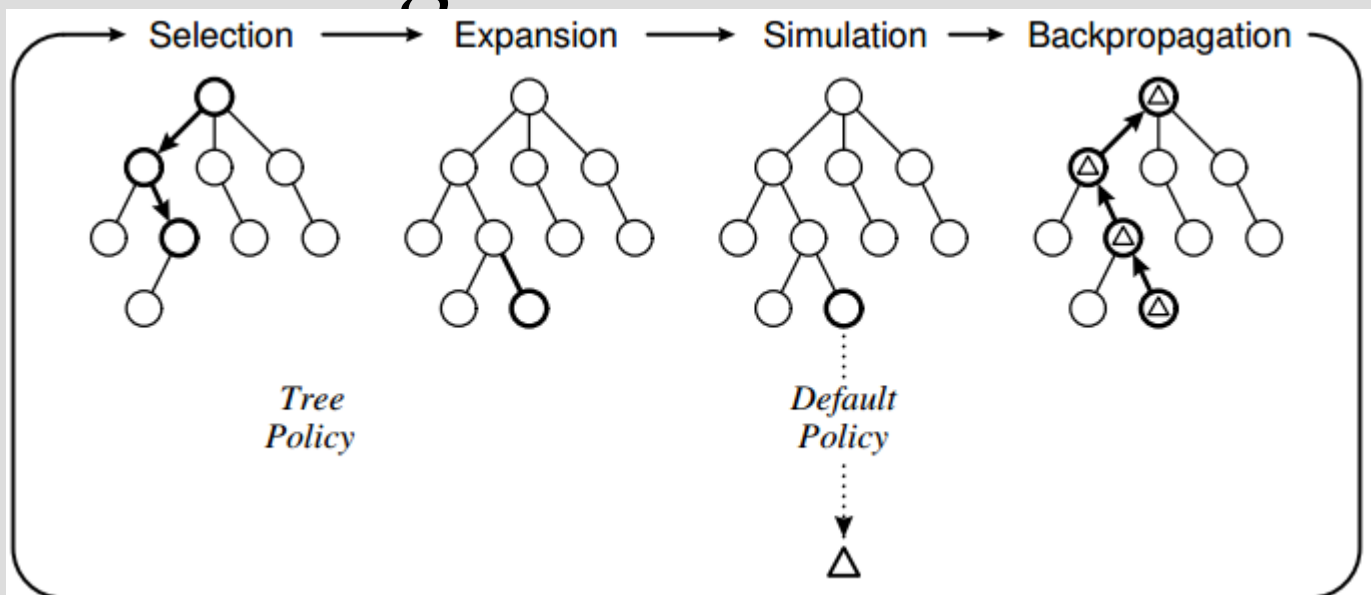 Selection Expansion Simulation Backpropagation
Tree
Policy
Default
Policy